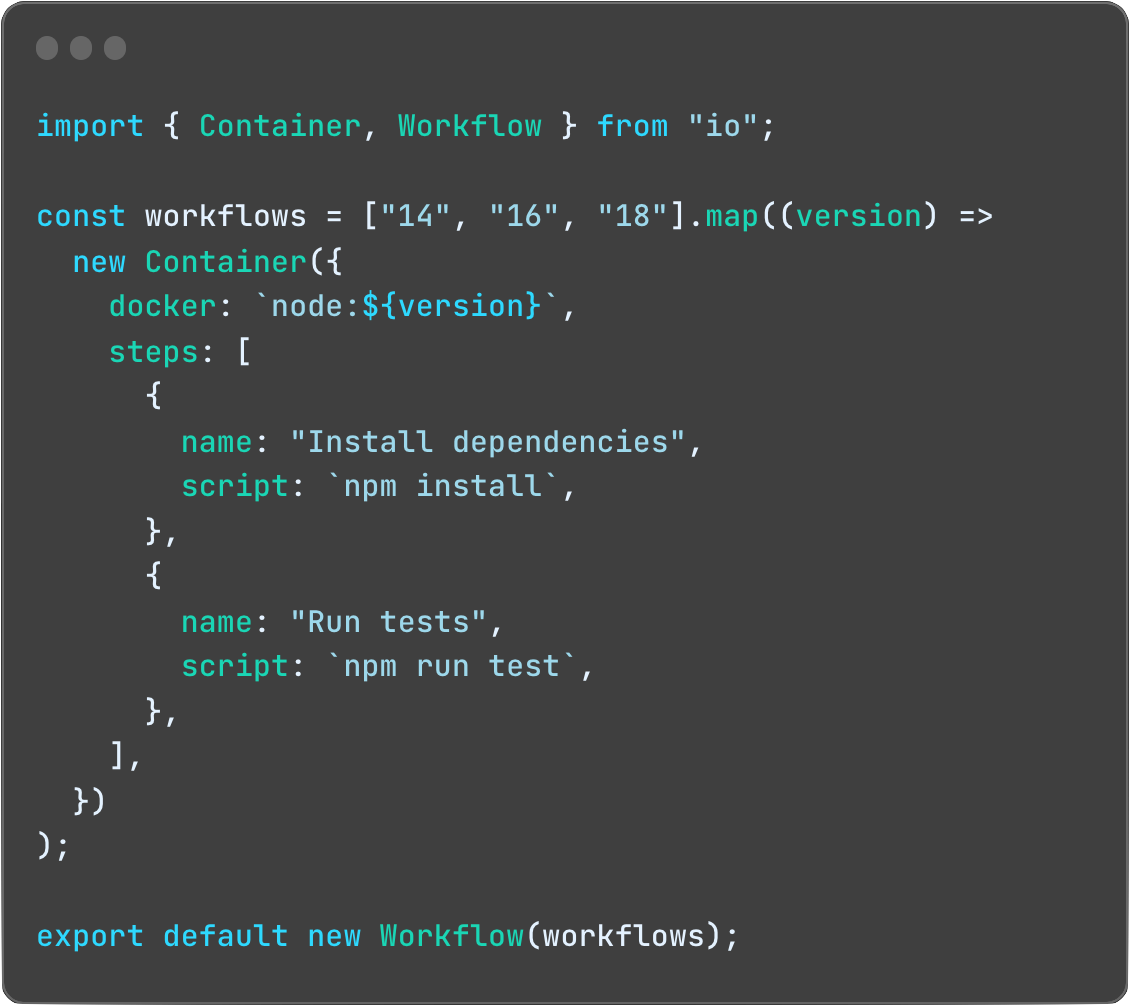 import { Container, Workflow } from "io";

const workflows = ["14", "16", "18"].map((version) =>
  new Container({
    docker: `node:${version}`,
    steps: [
      {
        name: "Install dependencies",
        script: `npm install`,
      },
      {
        name: "Run tests",
        script: `npm run test`,
      },
    ],
  })
);

export default new Workflow(workflows);